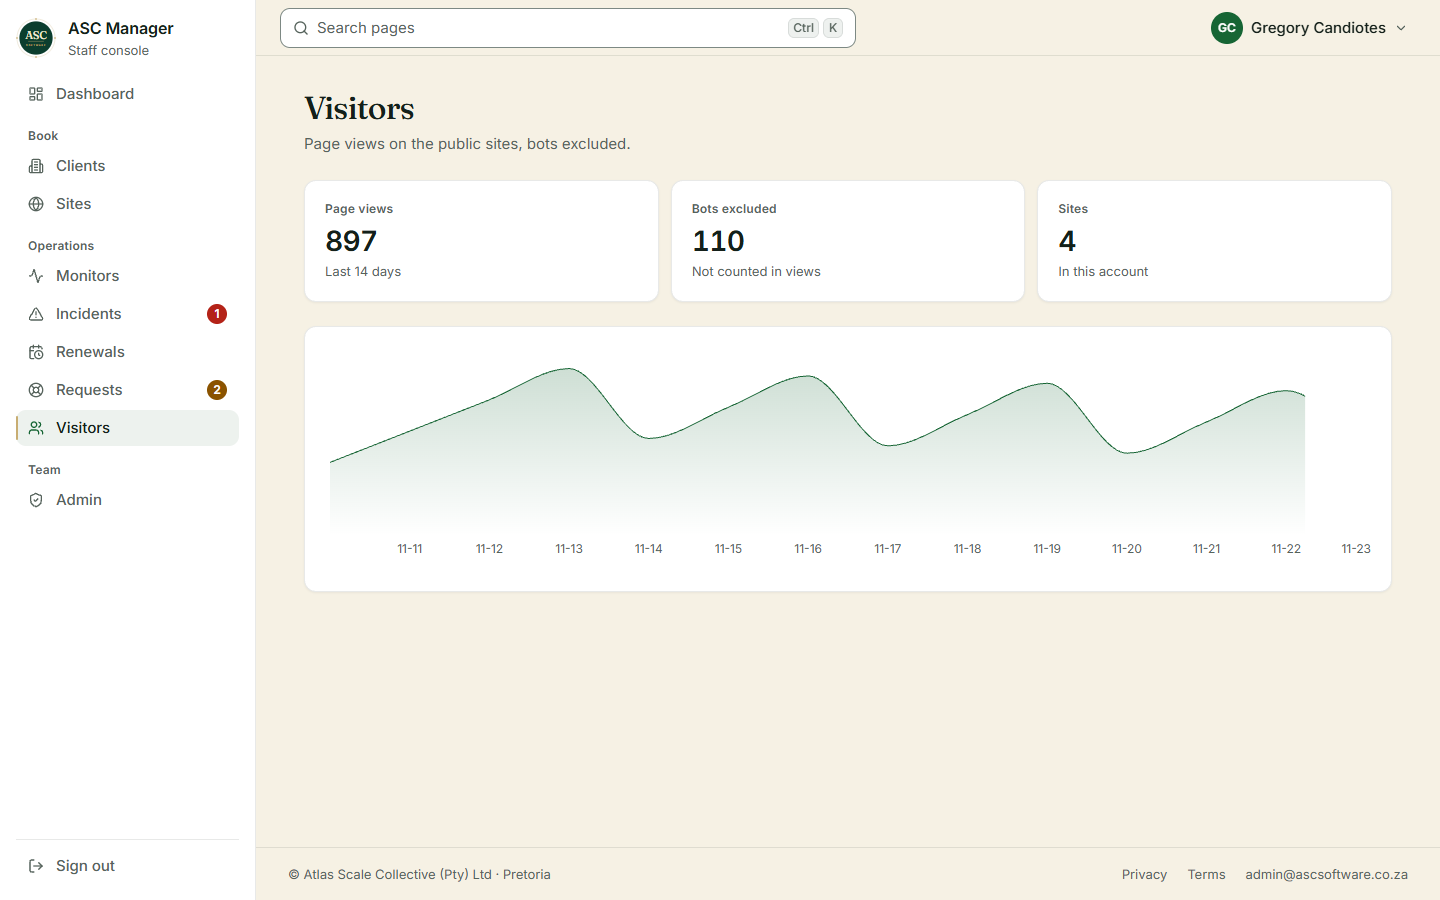 ASC
SOFTWARE
ASC Manager
Staff console
Dashboard
Book
Clients
Sites
Operations
Monitors
Incidents 1
Renewals
Requests 2
Visitors
Team
Admin
Sign out
Search pages Ctrl K
GC Gregory Candiotes
Visitors
Page views on the public sites, bots excluded.
Page views
897
Last 14 days
Bots excluded
110
Not counted in views
Sites
4
In this account
11-11 11-12 11-13 11-14 11-15 11-16 11-17 11-18 11-19 11-20 11-21 11-22 11-23
© Atlas Scale Collective (Pty) Ltd · Pretoria
Privacy Terms admin@ascsoftware.co.za